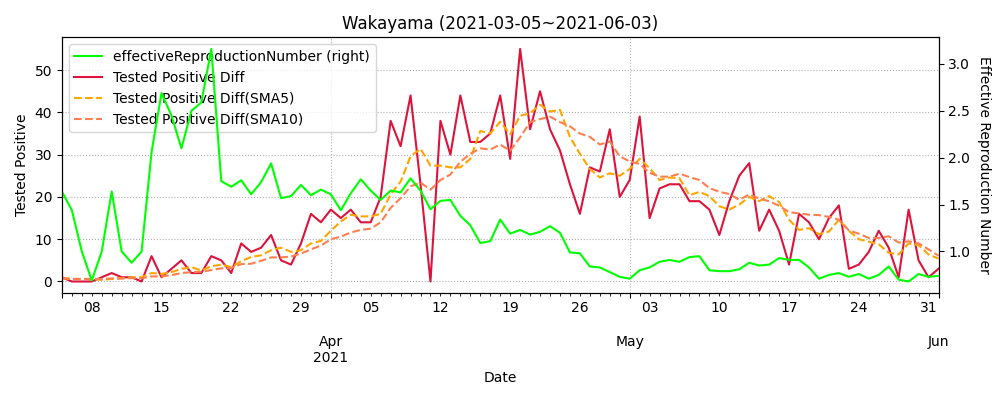 Wakayama (2021-03-05~2021-06-03)
effectiveReproductionNumber (right)
Tested Positive Diff
Tested Positive Diff(SMA5)
Tested Positive Diff(SMA10)
Tested Positive
50
40
30
20
10
0
3.0
2.5
2.0
1.5
1.0
Effective Reproduction Number
08 15 22 29 05 12 19 26 03 10 17 24 31
Apr May Jun
2021
Date